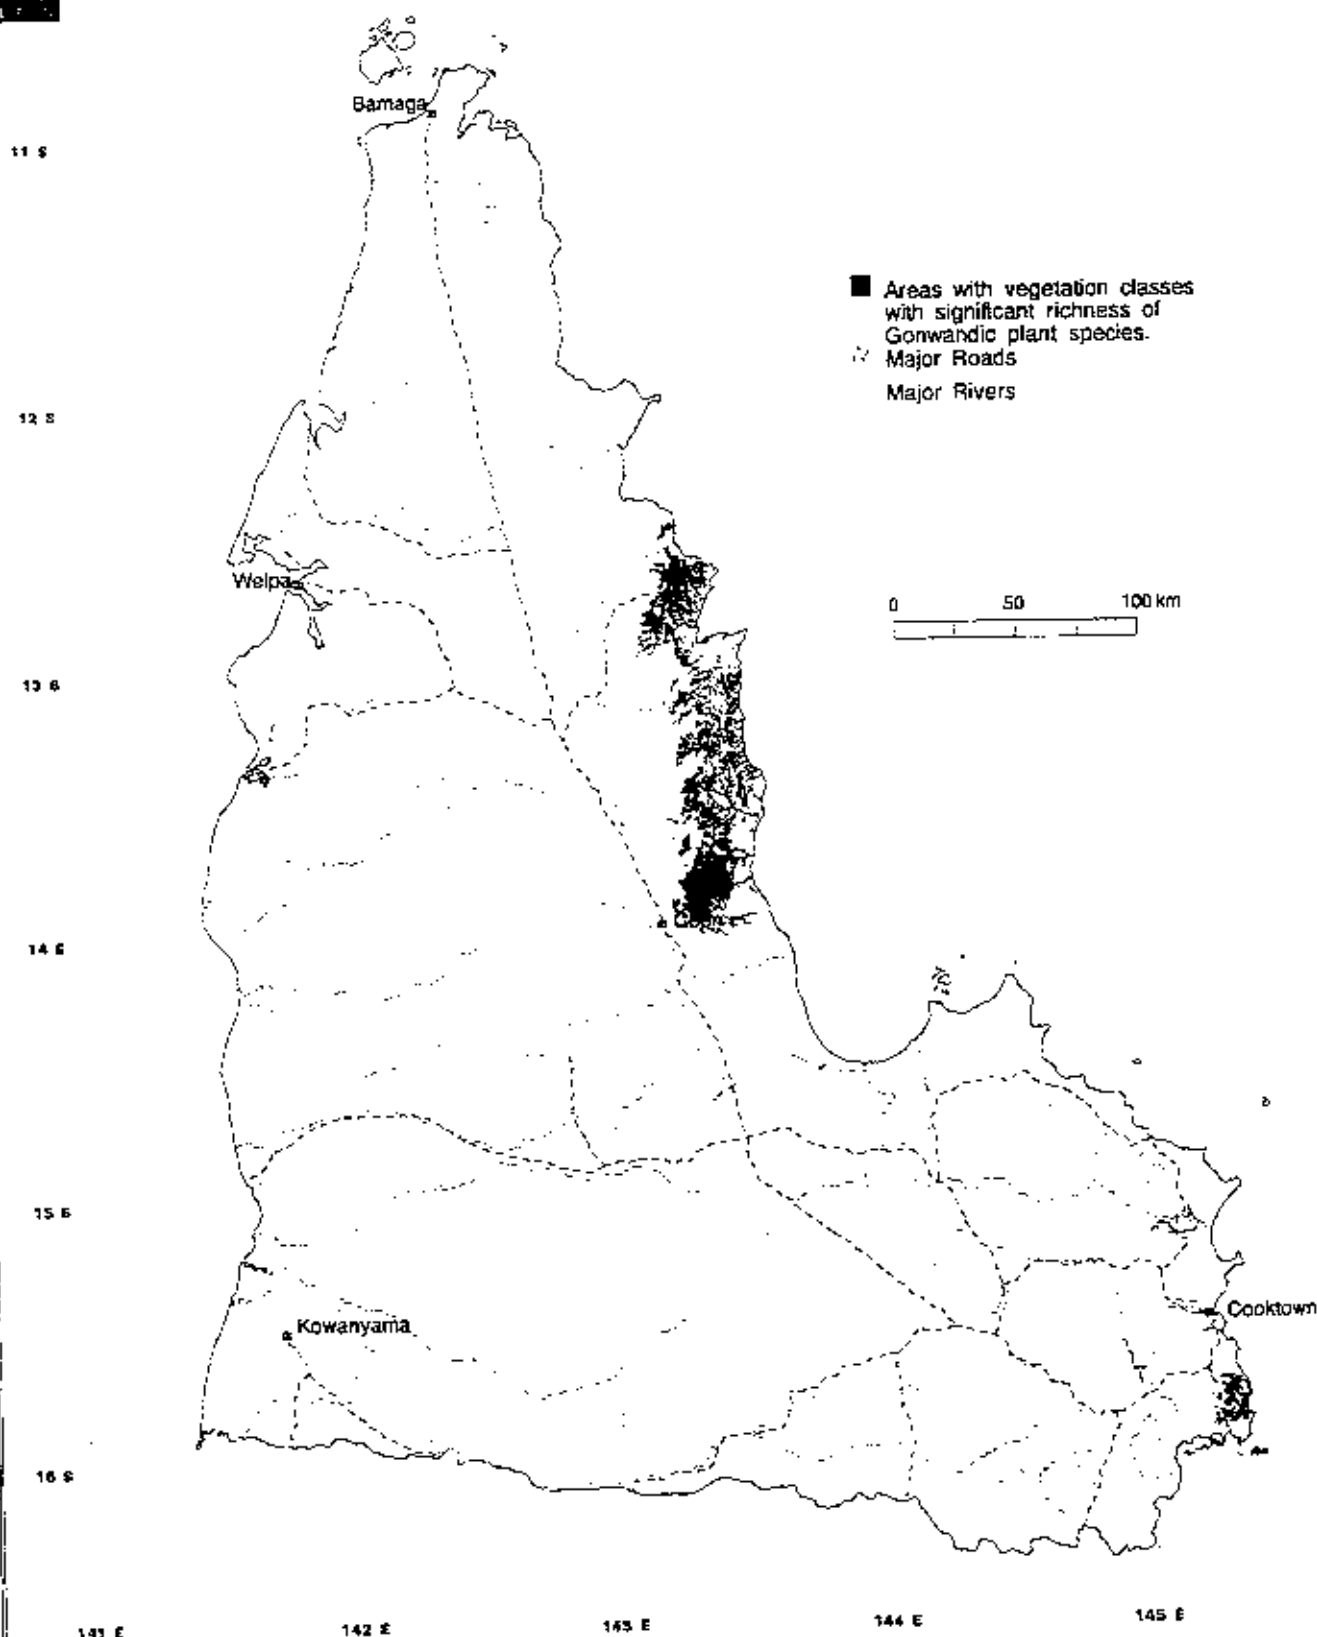 Bamaga
11 S
Areas with vegetation classes
with significant richness of
Gonwandic plant species.
Major Roads
Major Rivers
12 S
Weipa
0 50 100 km
13 S
14 S
15 S
Cooktown
Kowanyama
16 S
141 E 142 E 143 E 144 E 145 E